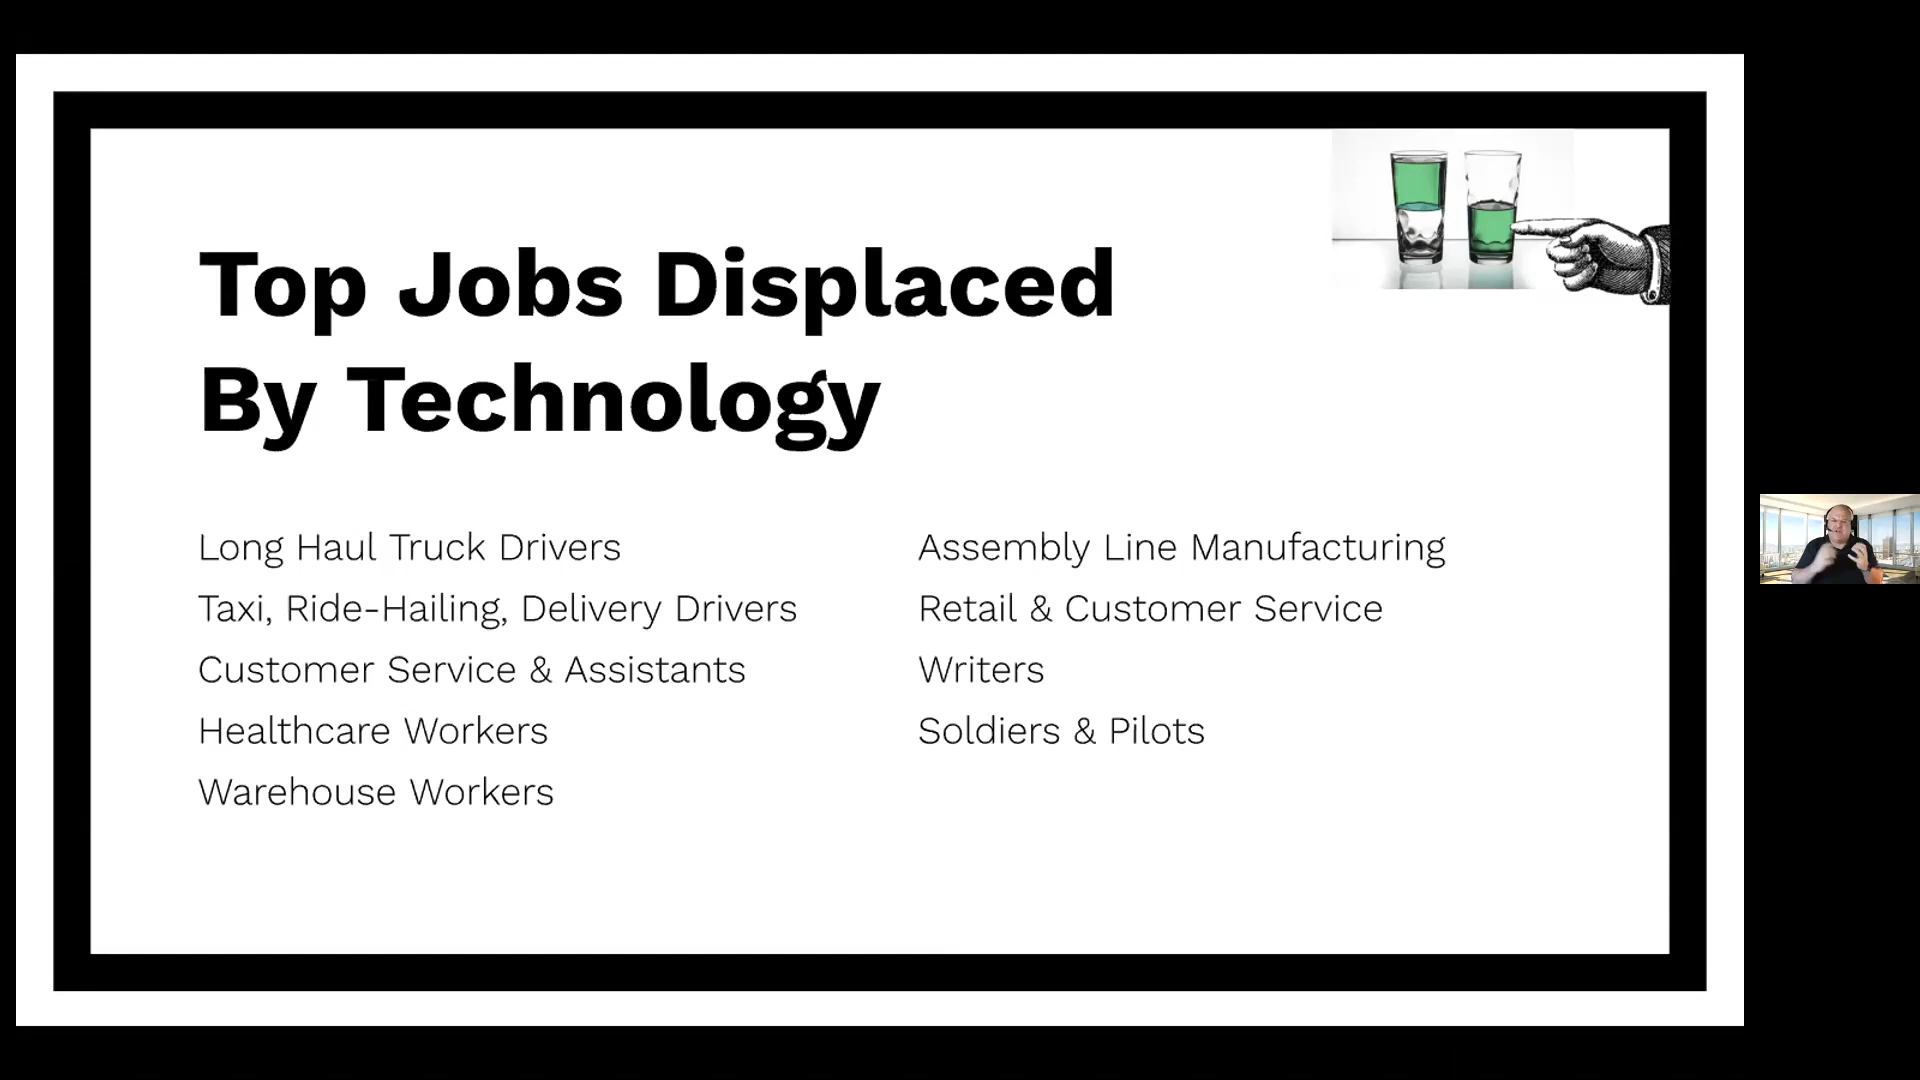 Top Jobs Displaced
By Technology
Long Haul Truck Drivers
Taxi, Ride-Hailing, Delivery Drivers
Customer Service & Assistants
Healthcare Workers
Warehouse Workers
Assembly Line Manufacturing
Retail & Customer Service
Writers
Soldiers & Pilots